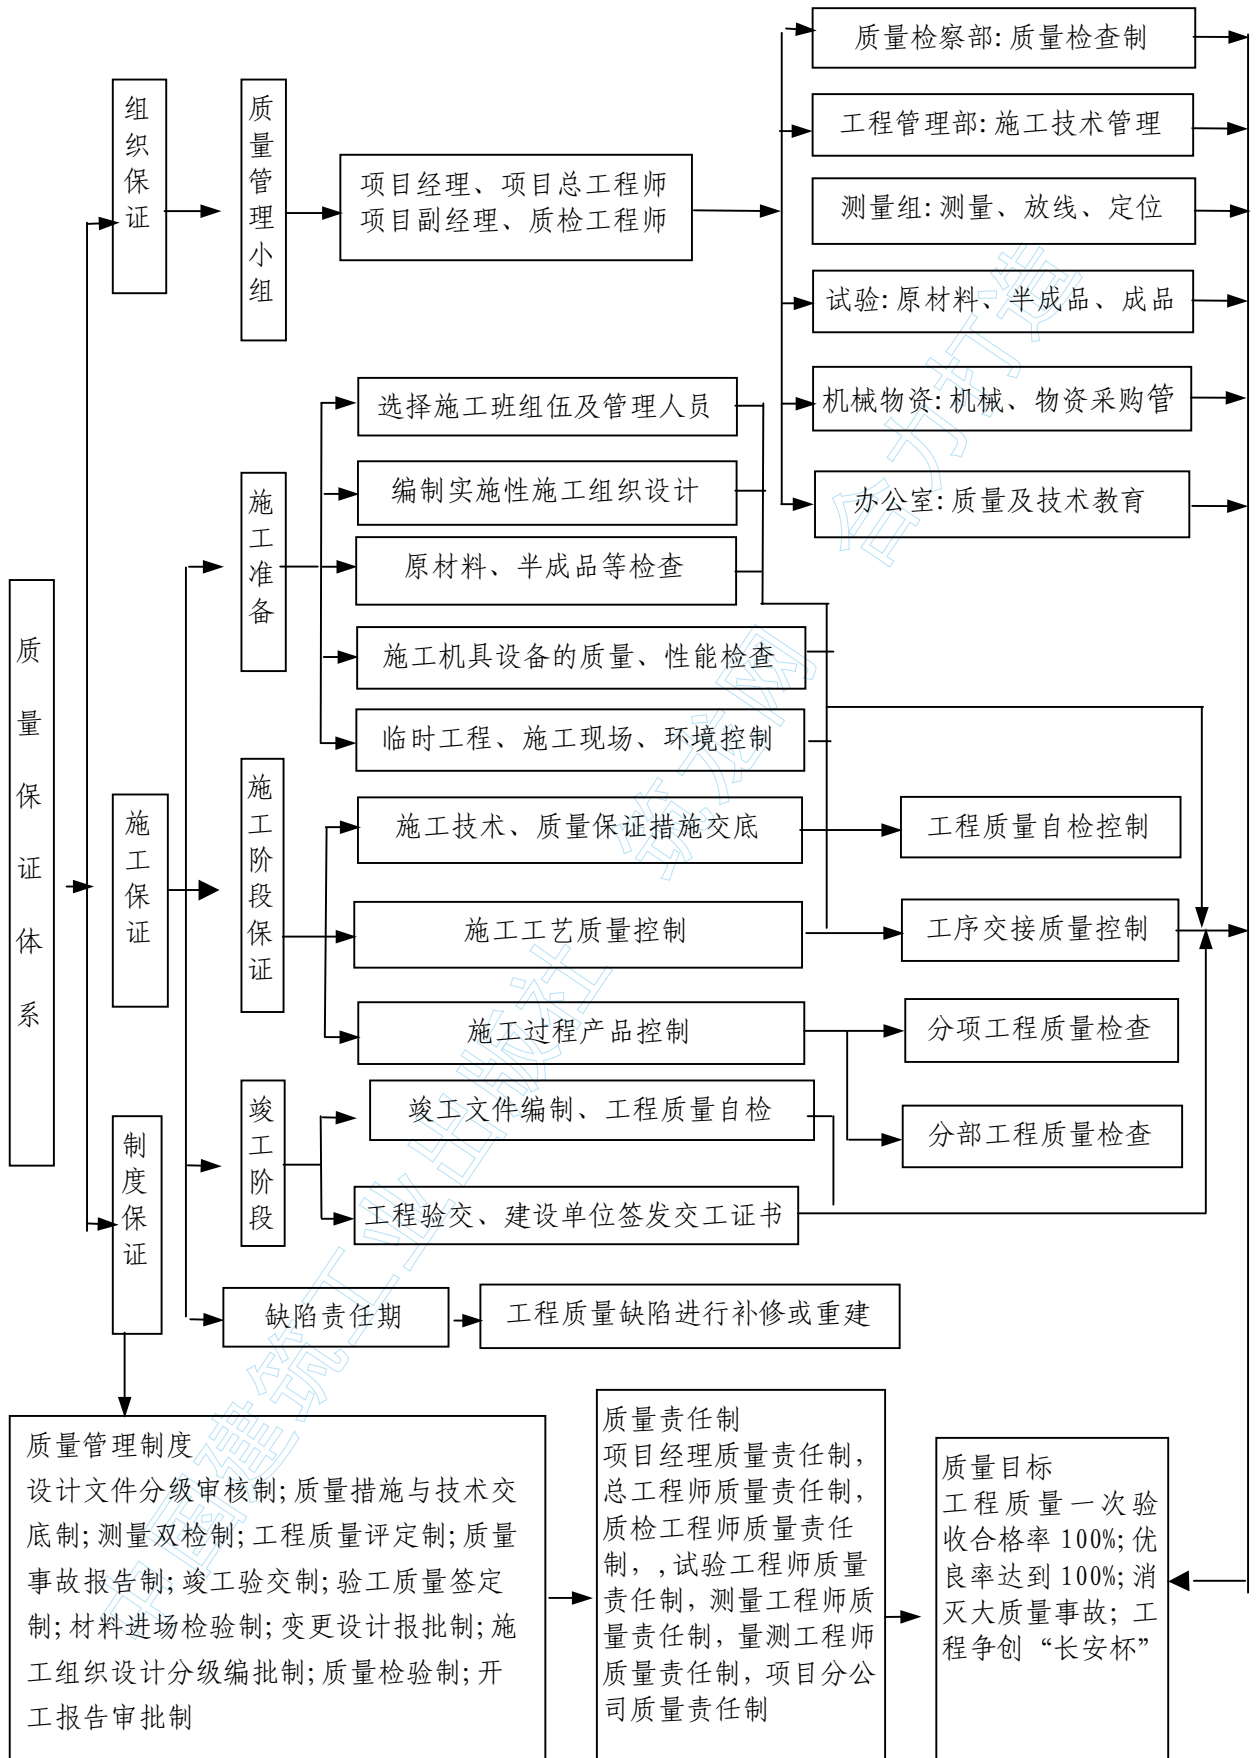 质量保证体系
组织保证
质量管理小组
项目经理、项目总工程师
项目副经理、质检工程师
质量检察部:质量检查制
工程管理部:施工技术管理
测量组:测量、放线、定位
试验:原材料、半成品、成品
机械物资:机械、物资采购管
办公室:质量及技术教育
施工保证
施工准备
选择施工班组伍及管理人员
编制实施性施工组织设计
原材料、半成品等检查
施工机具设备的质量、性能检查
临时工程、施工现场、环境控制
施工阶段保证
施工技术、质量保证措施交底
施工工艺质量控制
施工过程产品控制
工程质量自检控制
工序交接质量控制
分项工程质量检查
分部工程质量检查
竣工阶段
竣工文件编制、工程质量自检
工程验交、建设单位签发交工证书
缺陷责任期
工程质量缺陷进行补修或重建
制度保证
质量管理制度
设计文件分级审核制;质量措施与技术交
底制;测量双检制;工程质量评定制;质量
事故报告制;竣工验交制;验工质量签定
制;材料进场检验制;变更设计报批制;施
工组织设计分级编批制;质量检验制;开
工报告审批制
质量责任制
项目经理质量责任制,
总工程师质量责任制,
质检工程师质量责任
制,,试验工程师质量
责任制,测量工程师质
量责任制,量测工程师
质量责任制,项目分公
司质量责任制
质量目标
工程质量一次验
收合格率 100%;优
良率达到 100%;消
灭大质量事故;工
程争创“长安杯”
中国建筑工业出版社 筑龙网 合力打造